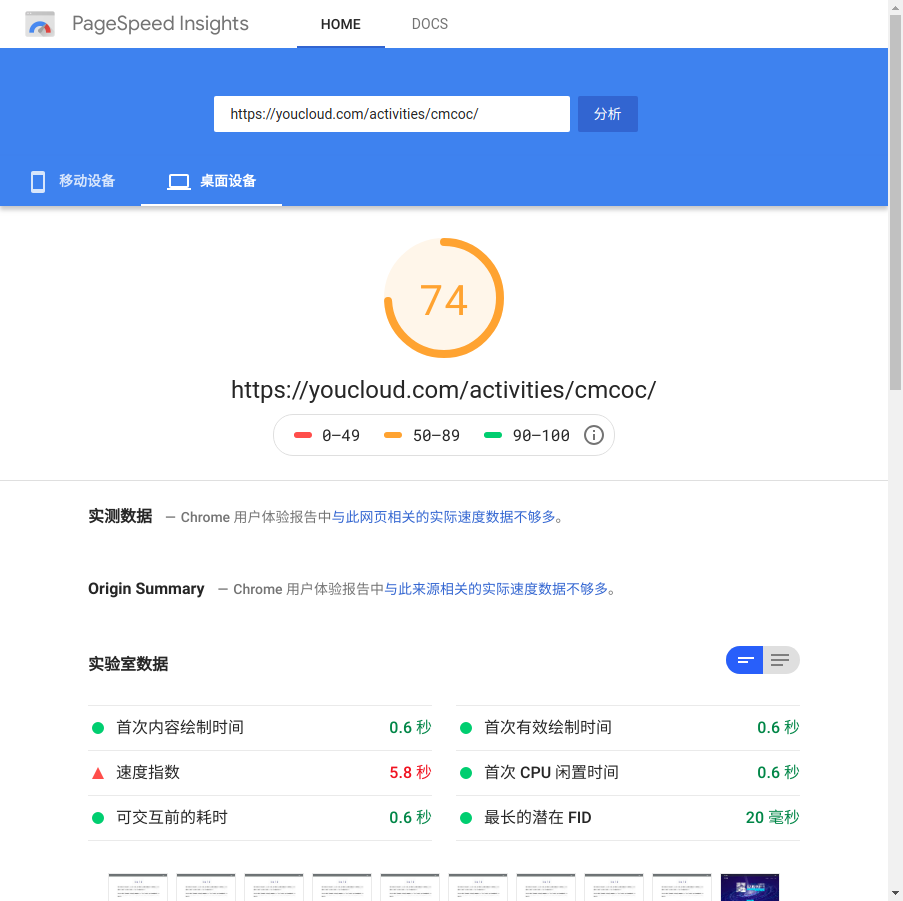 PageSpeed Insights
HOME
DOCS
https://youcloud.com/activities/cmcoc/
分析
移动设备
桌面设备
74
https://youcloud.com/activities/cmcoc/
0–49
50–89
90–100
实测数据 — Chrome 用户体验报告中与此网页相关的实际速度数据不够多。
Origin Summary — Chrome 用户体验报告中与此来源相关的实际速度数据不够多。
实验室数据
首次内容绘制时间 0.6 秒
首次有效绘制时间 0.6 秒
速度指数 5.8 秒
首次 CPU 闲置时间 0.6 秒
可交互前的耗时 0.6 秒
最长的潜在 FID 20 毫秒